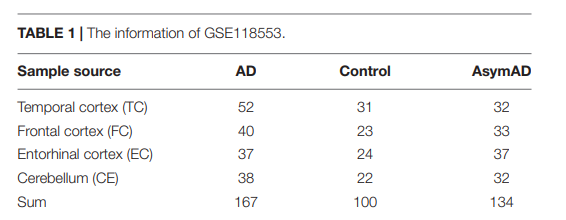 TABLE 1 | The information of GSE118553.
Sample source AD Control AsymAD
Temporal cortex (TC) 52 31 32
Frontal cortex (FC) 40 23 33
Entorhinal cortex (EC) 37 24 37
Cerebellum (CE) 38 22 32
Sum 167 100 134